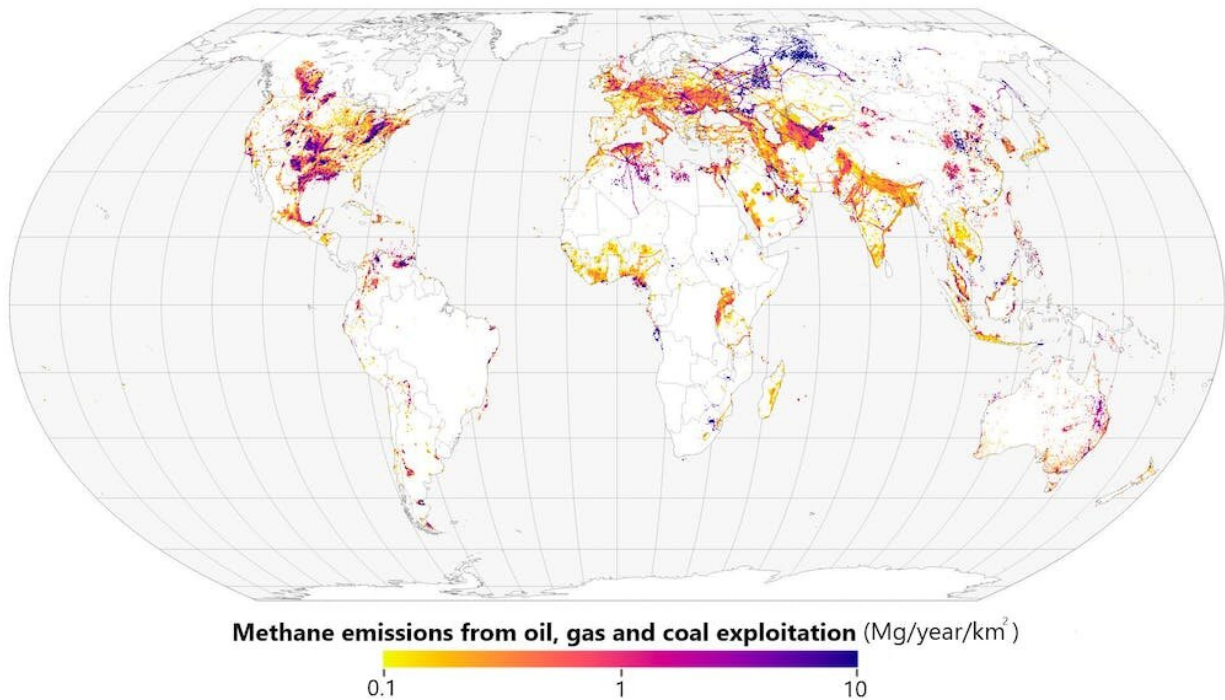 Methane emissions from oil, gas and coal exploitation (Mg/year/km²)
0.1 1 10